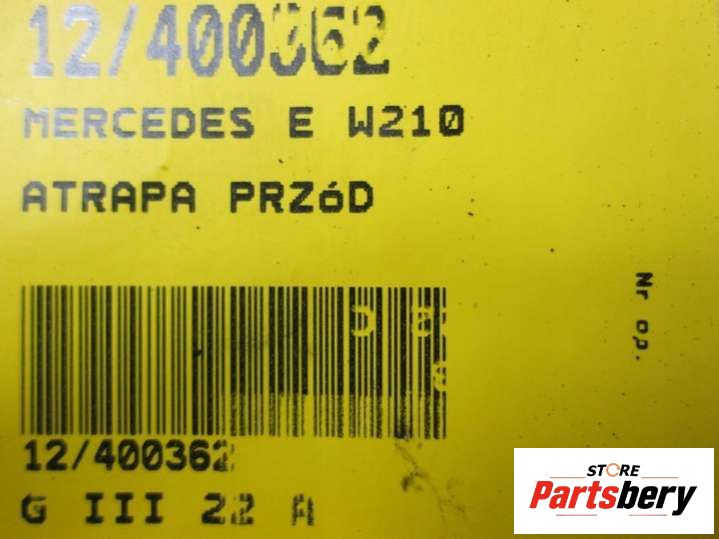 12/400362
MERCEDES E W210
ATRAPA PRZóD
Nr op.
12/400362
G III 22 A
STORE
Partsbery